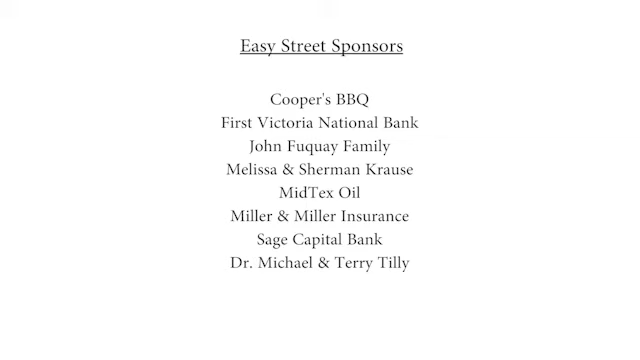 Easy Street Sponsors
Cooper's BBQ
First Victoria National Bank
John Fuquay Family
Melissa & Sherman Krause
MidTex Oil
Miller & Miller Insurance
Sage Capital Bank
Dr. Michael & Terry Tilly